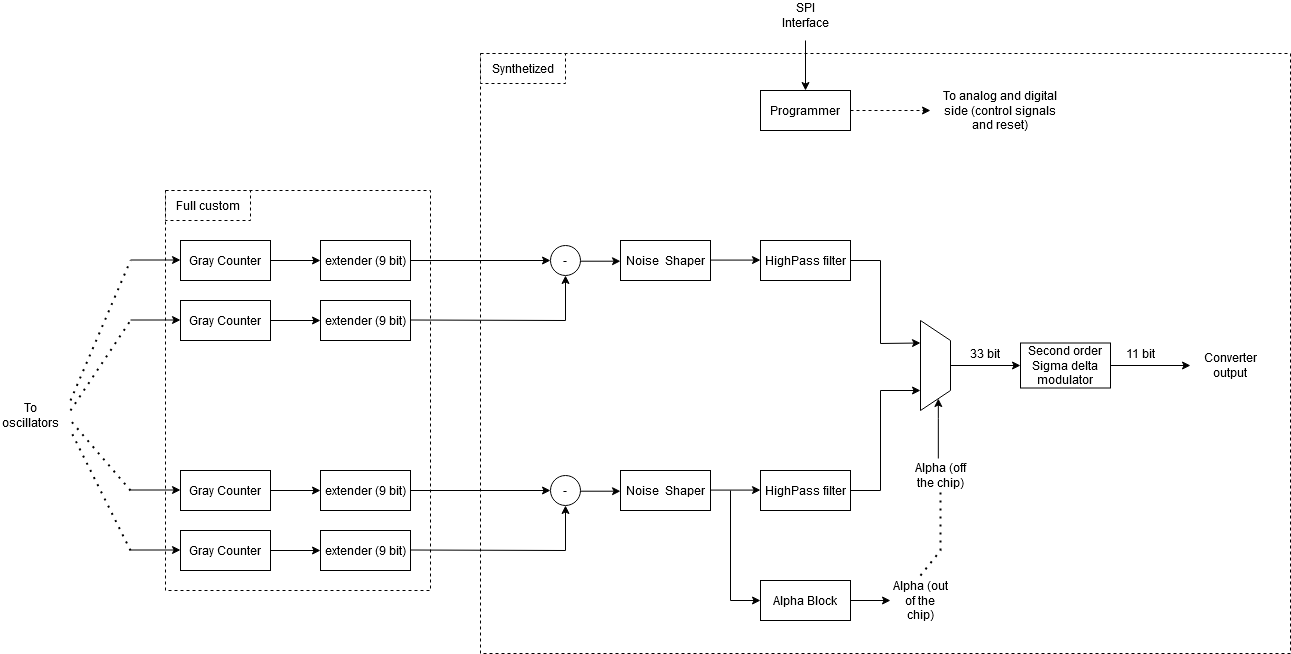 SPI
Interface
Synthetized
Programmer
To analog and digital
side (control signals
and reset)
Full custom
Gray Counter
extender (9 bit)
-
Noise  Shaper
HighPass filter
Gray Counter
extender (9 bit)
33 bit
Second order
Sigma delta
modulator
11 bit
Converter
output
To
oscillators
Gray Counter
extender (9 bit)
-
Noise  Shaper
HighPass filter
Alpha (off
the chip)
Gray Counter
extender (9 bit)
Alpha Block
Alpha (out
of the
chip)